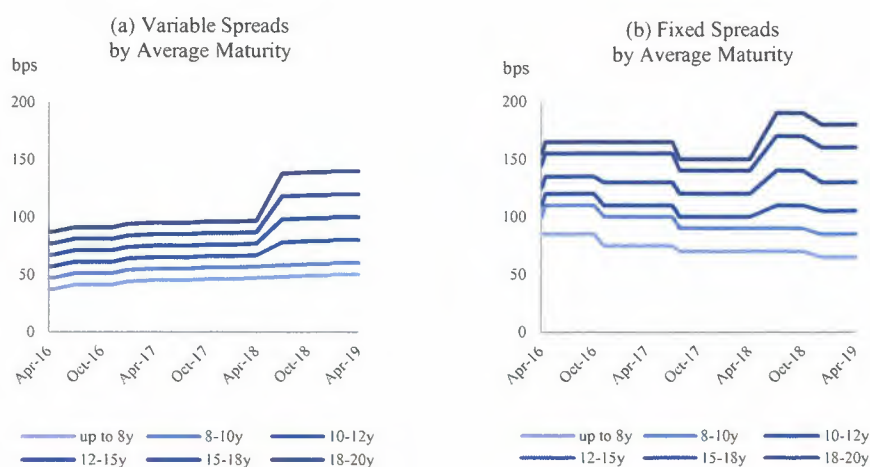 (a) Variable Spreads
by Average Maturity
bps
200
150
100
50
0
Apr-16
Oct-16
Apr-17
Oct-17
Apr-18
Oct-18
Apr-19
up to 8y
8-10y
10-12y
12-15y
15-18y
18-20y
(b) Fixed Spreads
by Average Maturity
bps
200
150
100
50
0
Apr-16
Oct-16
Apr-17
Oct-17
Apr-18
Oct-18
Apr-19
up to 8y
8-10y
10-12y
12-15y
15-18y
18-20y